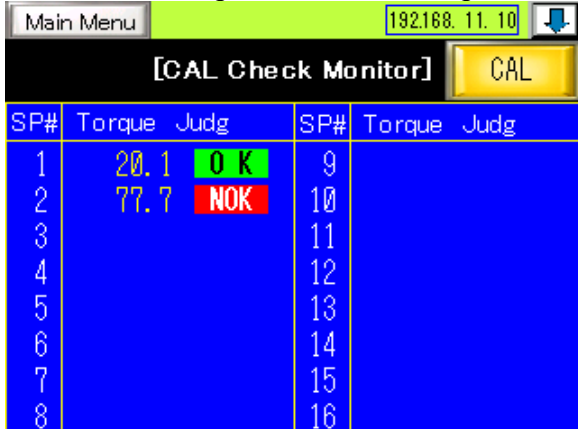 Main Menu 192.168. 11. 10
[CAL Check Monitor] CAL
SP# Torque Judg SP# Torque Judg
1 20.1 O K 9
2 77.7 NOK 10
3 11
4 12
5 13
6 14
7 15
8 16